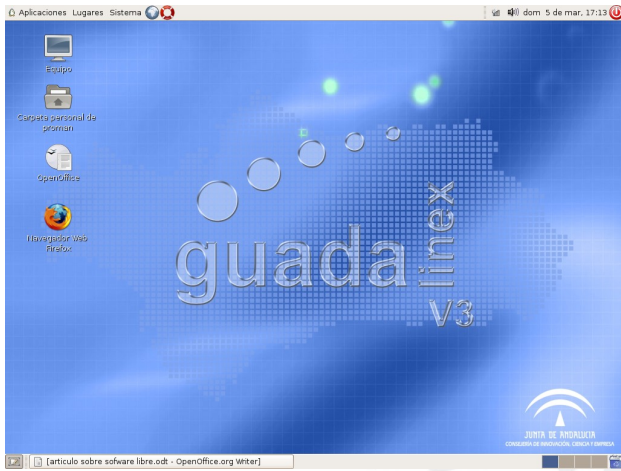 Aplicaciones Lugares Sistema
dom 5 de mar, 17:13
Equipo
Carpeta personal de
proman
OpenOffice
Navegador Web
Firefox
guada
linex
V3
JUNTA DE ANDALUCIA
CONSEJERÍA DE INNOVACIÓN, CIENCIA Y EMPRESA
[articulo sobre sofware libre.odt - OpenOffice.org Writer]